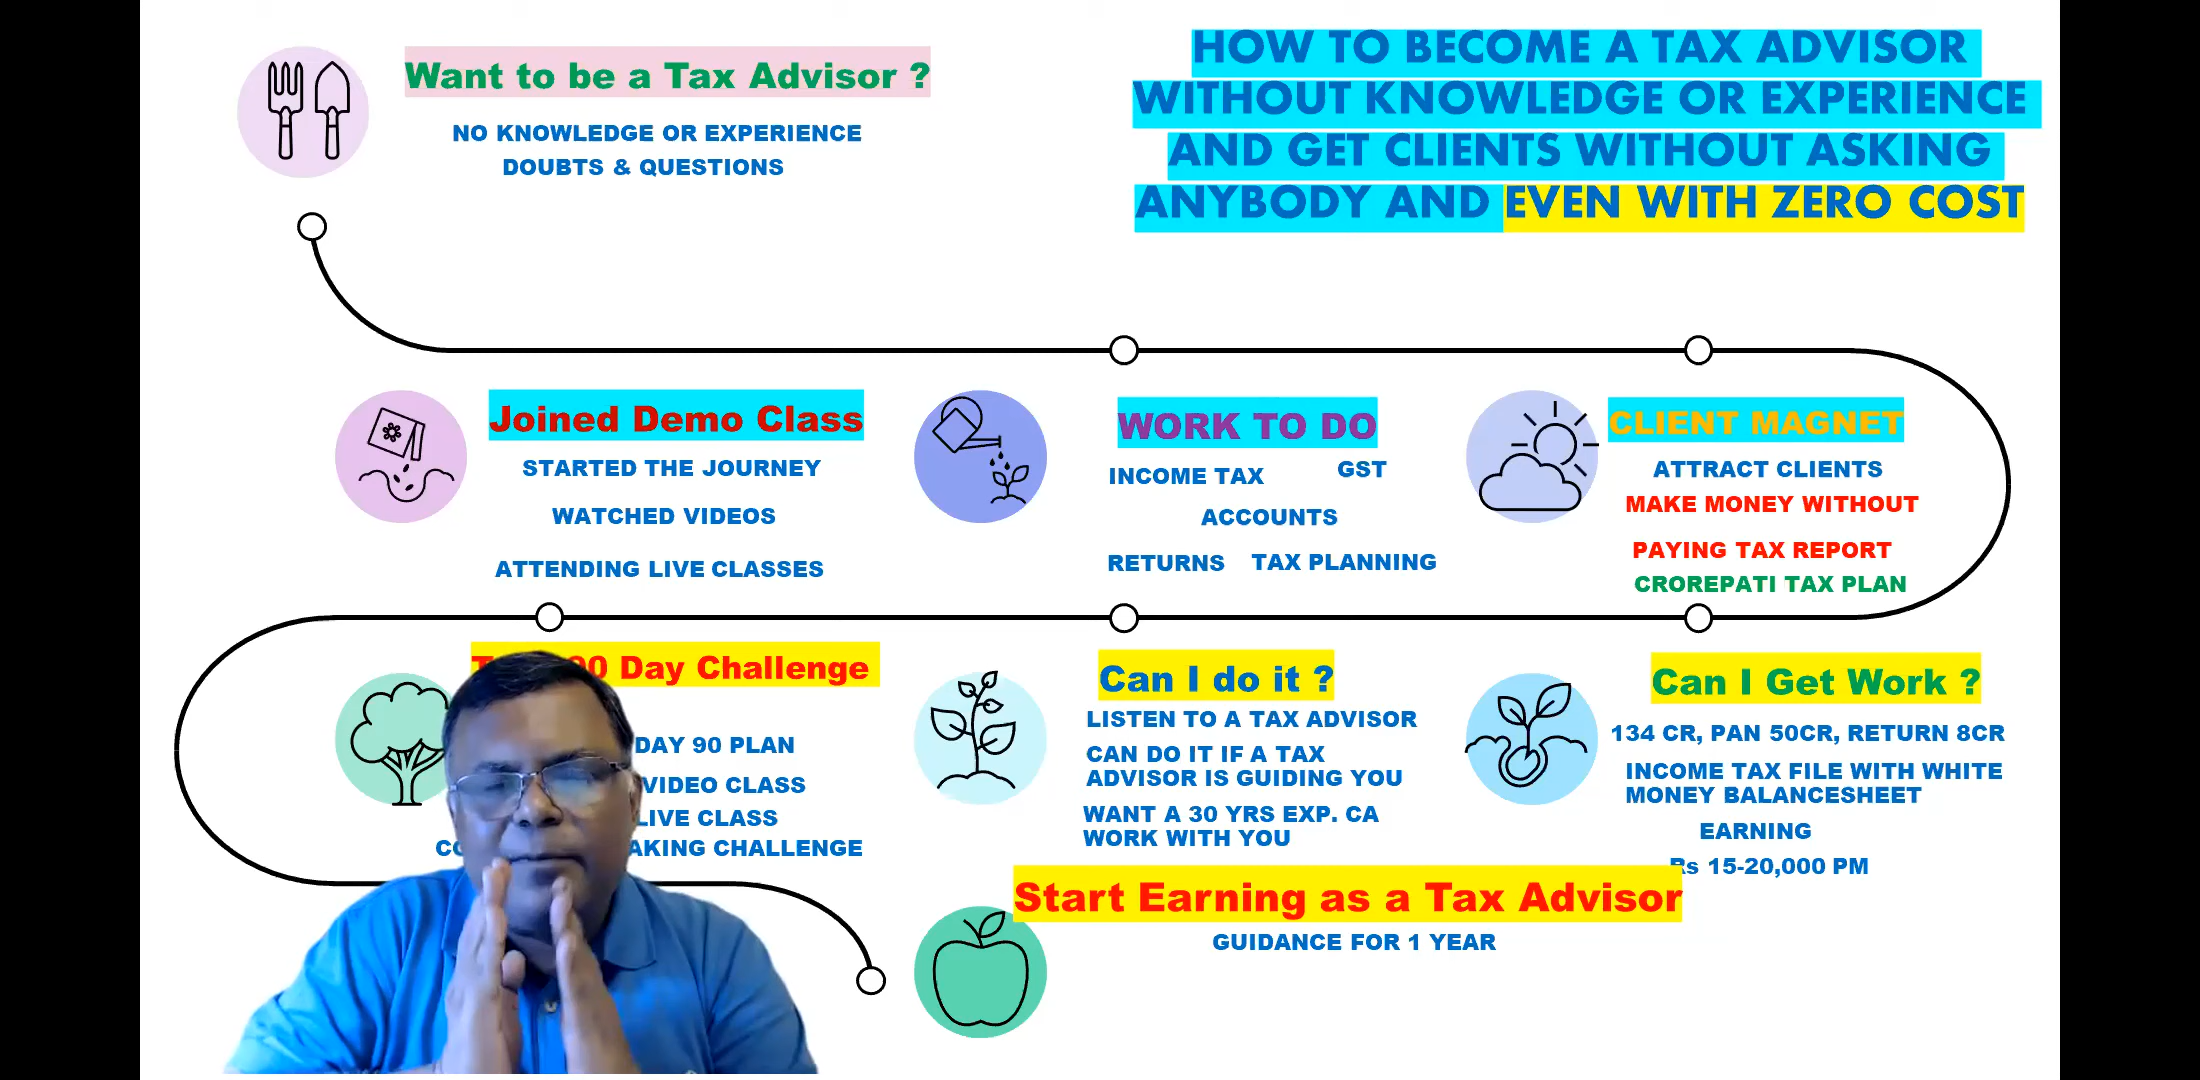 Want to be a Tax Advisor ?
NO KNOWLEDGE OR EXPERIENCE
DOUBTS & QUESTIONS
HOW TO BECOME A TAX ADVISOR
WITHOUT KNOWLEDGE OR EXPERIENCE
AND GET CLIENTS WITHOUT ASKING
ANYBODY AND EVEN WITH ZERO COST
Joined Demo Class
STARTED THE JOURNEY
WATCHED VIDEOS
ATTENDING LIVE CLASSES
WORK TO DO
INCOME TAX GST
ACCOUNTS
RETURNS TAX PLANNING
CLIENT MAGNET
ATTRACT CLIENTS
MAKE MONEY WITHOUT
PAYING TAX REPORT
CROREPATI TAX PLAN
Day Challenge
DAY 90 PLAN
VIDEO CLASS
LIVE CLASS
CHALLENGE
Can I do it ?
LISTEN TO A TAX ADVISOR
CAN DO IT IF A TAX
ADVISOR IS GUIDING YOU
WANT A 30 YRS EXP. CA
WORK WITH YOU
Can I Get Work ?
134 CR, PAN 50CR, RETURN 8CR
INCOME TAX FILE WITH WHITE
MONEY BALANCESHEET
EARNING
Rs 15-20,000 PM
Start Earning as a Tax Advisor
GUIDANCE FOR 1 YEAR